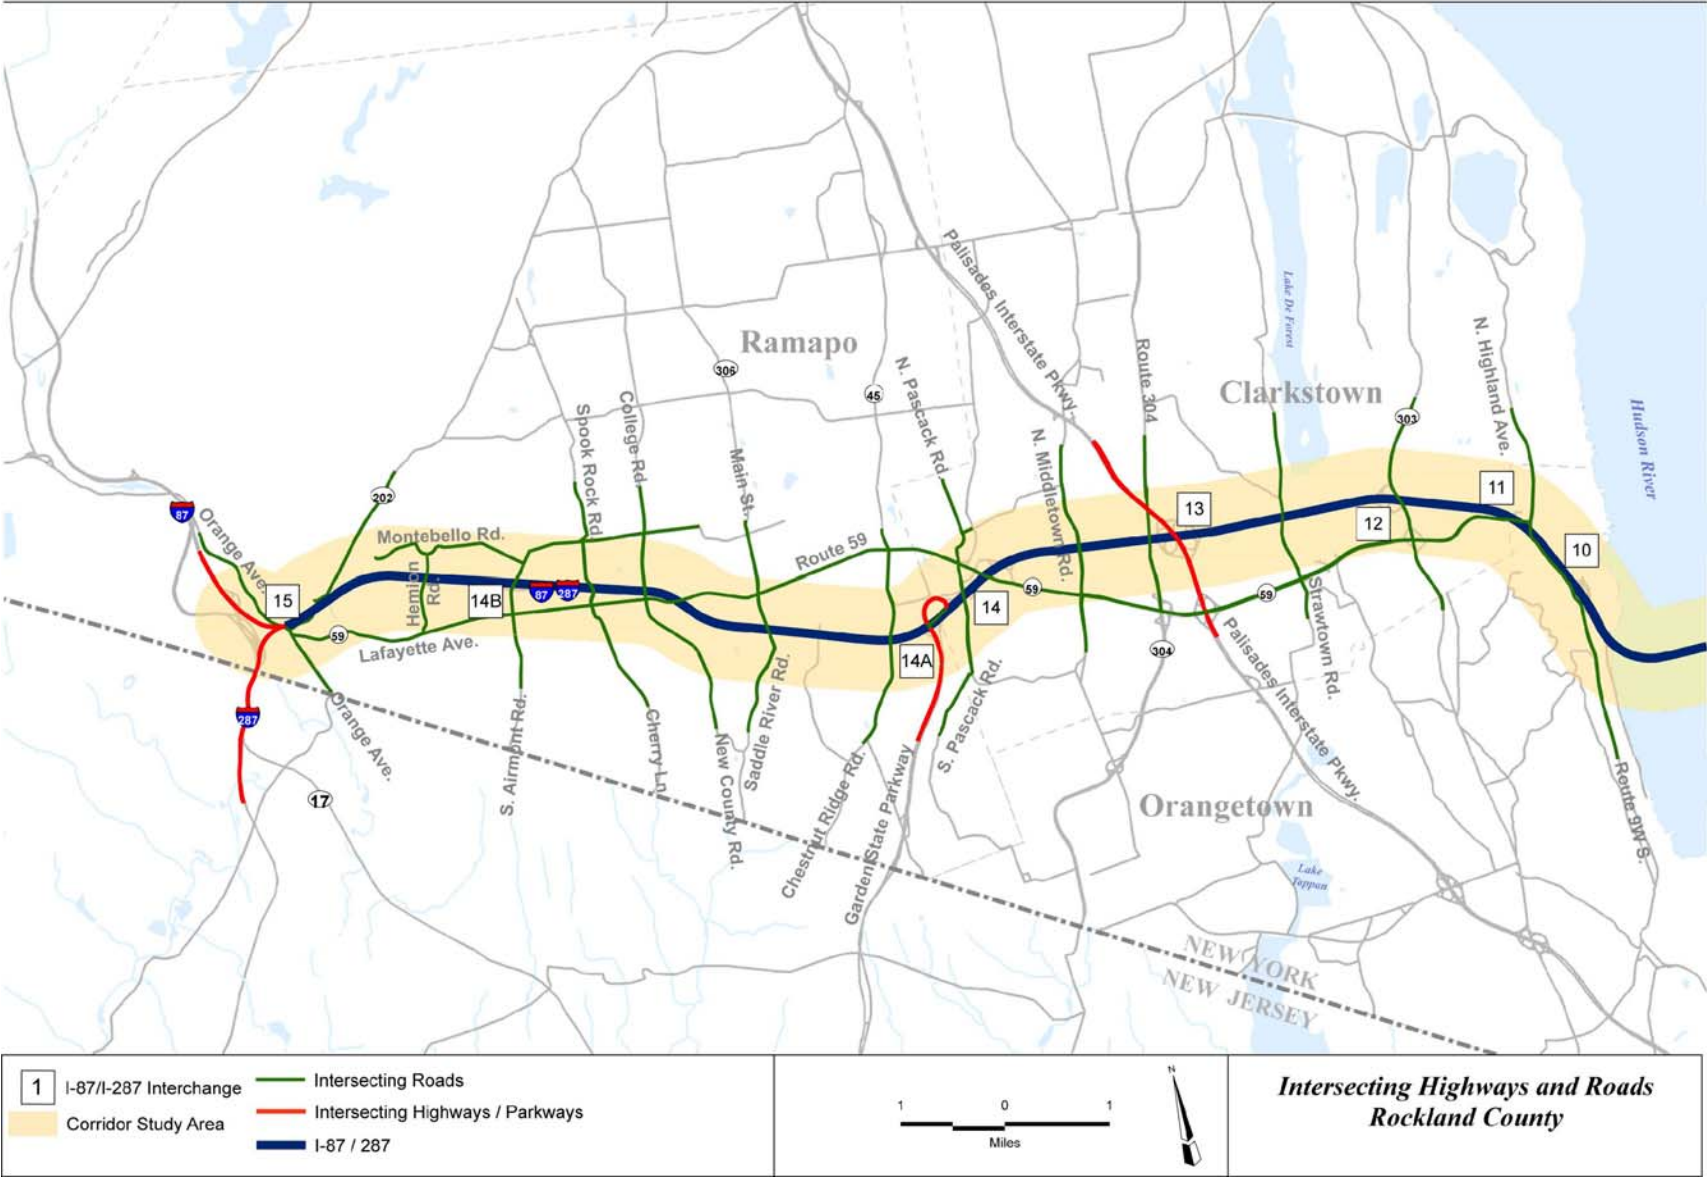 Palisades Interstate Pkwy.
Lake De Forest
Ramapo
Clarkstown
306
45
N. Pascack Rd
Route 304
N. Highland Ave.
303
Hudson River
Spook Rock Rd
College Rd
Main St.
N. Middletown Rd.
202
87
Orange Ave.
Montebello Rd.
Route 59
Hemion
Rd.
15
14B
87
287
59
Lafayette Ave.
14A
14
59
13
12
11
10
59
Strawtown Rd.
304
287
Orange Ave.
17
S. Airmont Rd.
Cherry Ln
New County Rd.
Saddle River Rd.
Chestnut Ridge Rd.
Garden State Parkway
S. Pascack Rd.
Palisades Interstate Pkwy.
Orangetown
Route 9W S.
Lake
Tappan
NEW YORK
NEW JERSEY
1
I-87/I-287 Interchange
Corridor Study Area
Intersecting Roads
Intersecting Highways / Parkways
I-87 / 287
1 0 1
Miles
N
Intersecting Highways and Roads
Rockland County